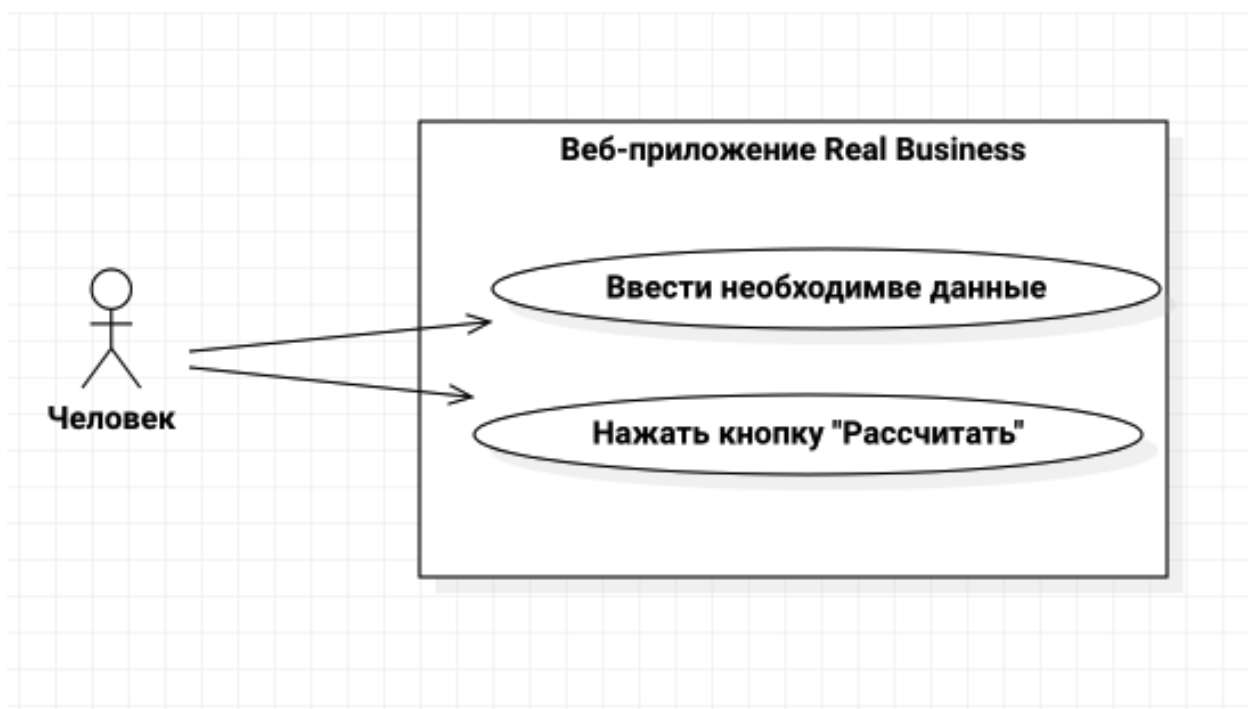 Веб-приложение Real Business
Ввести необходимве данные
Человек
Нажать кнопку "Рассчитать"